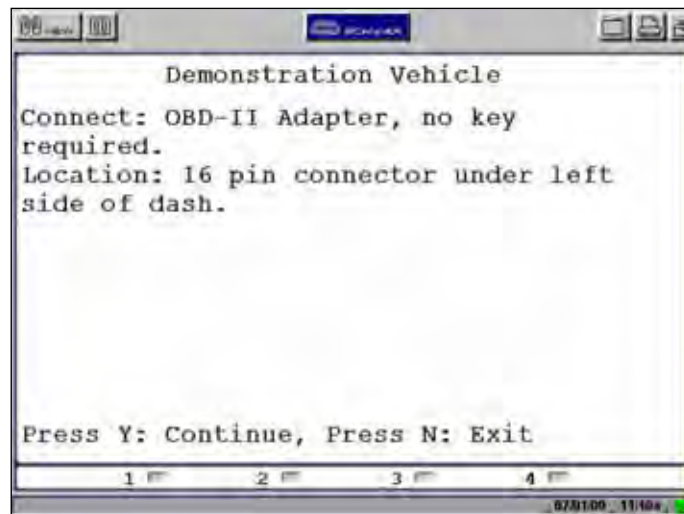 SCANNER
Demonstration Vehicle
Connect: OBD-II Adapter, no key
required.
Location: 16 pin connector under left
side of dash.
Press Y: Continue, Press N: Exit
1 2 3 4